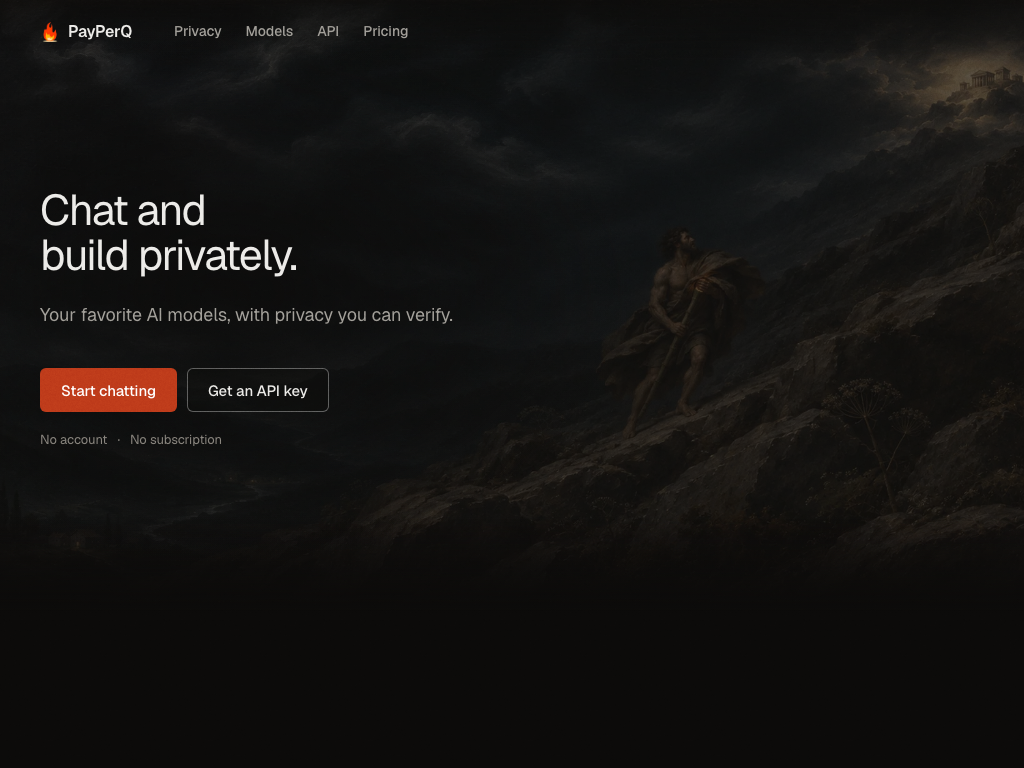 PayPerQ
Privacy
Models
API
Pricing
Chat and
build privately.
Your favorite AI models, with privacy you can verify.
Start chatting
Get an API key
No account · No subscription